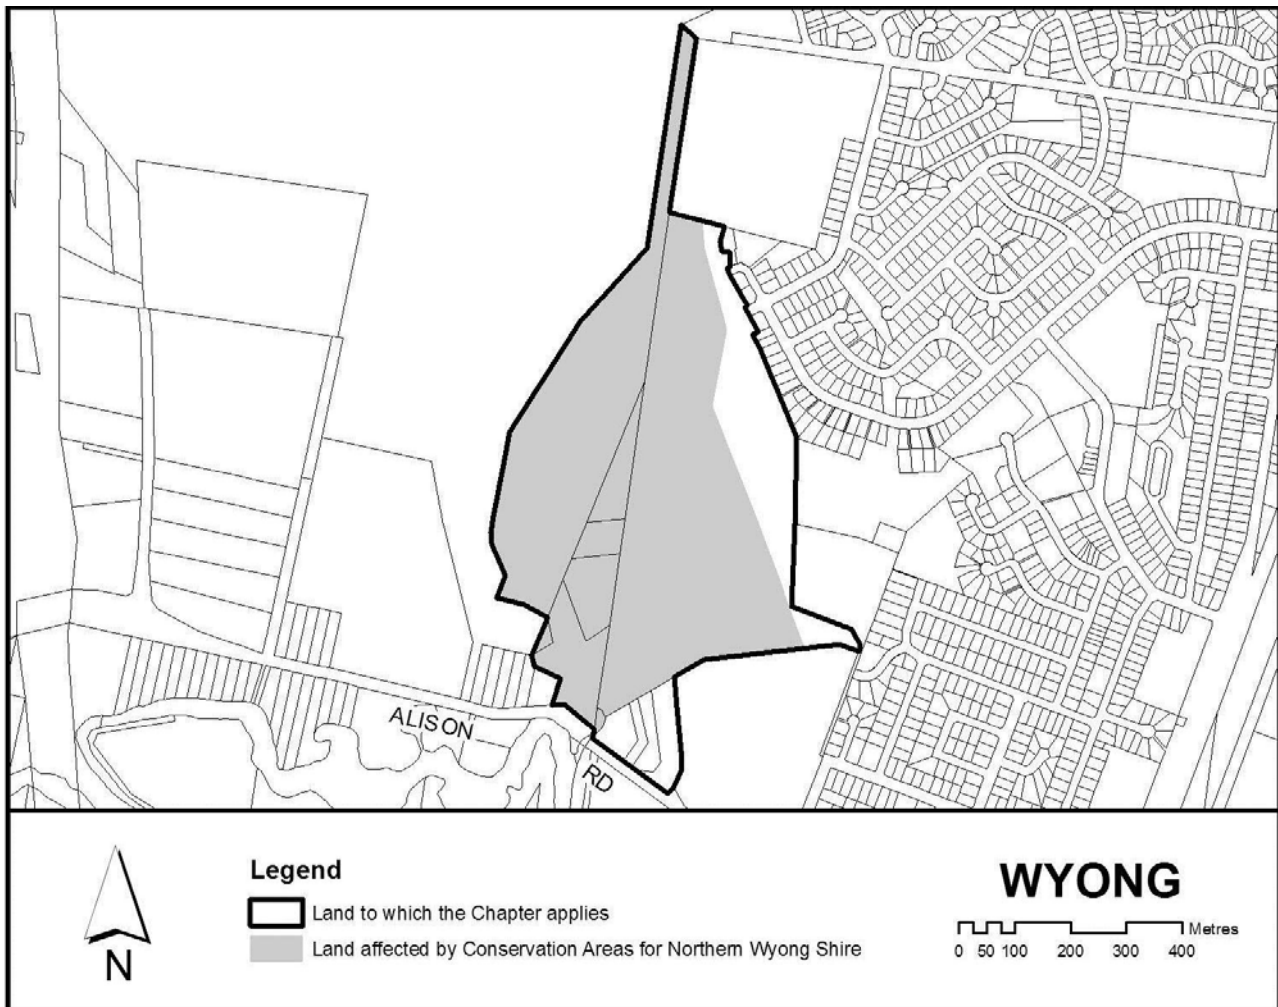 ALISON
RD
N
Legend
Land to which the Chapter applies
Land affected by Conservation Areas for Northern Wyong Shire
WYONG
Metres
0 50 100 200 300 400